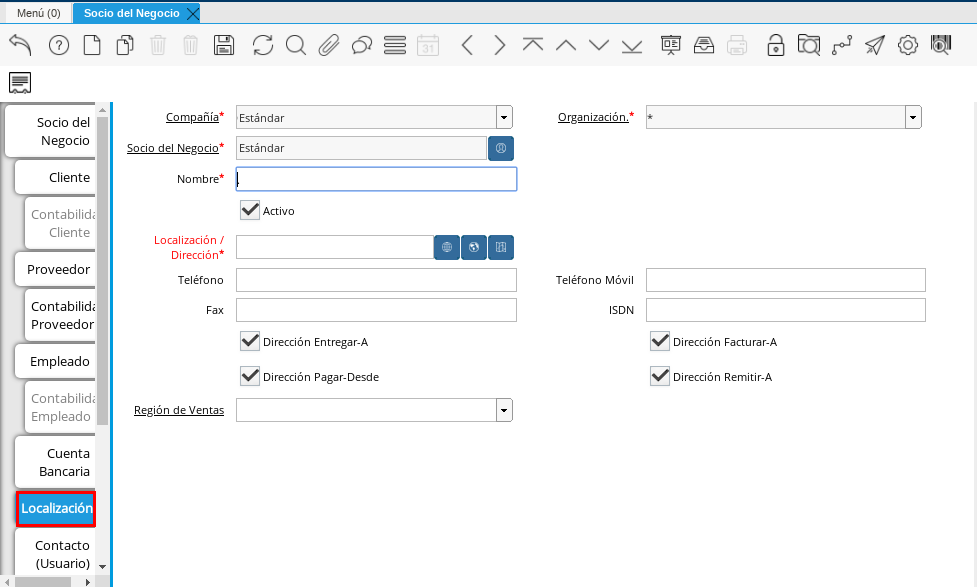 Menú (0)
Socio del Negocio
?
31
Socio del
Negocio
Cliente
Contabilida
Cliente
Proveedor
Contabilida
Proveedor
Empleado
Contabilida
Empleado
Cuenta
Bancaria
Localización
Contacto
(Usuario)
Compañía* Estándar
Organización.* *
Socio del Negocio* Estándar
Nombre*
Activo
Localización /
Dirección*
Teléfono
Teléfono Móvil
Fax
ISDN
Dirección Entregar-A
Dirección Facturar-A
Dirección Pagar-Desde
Dirección Remitir-A
Región de Ventas